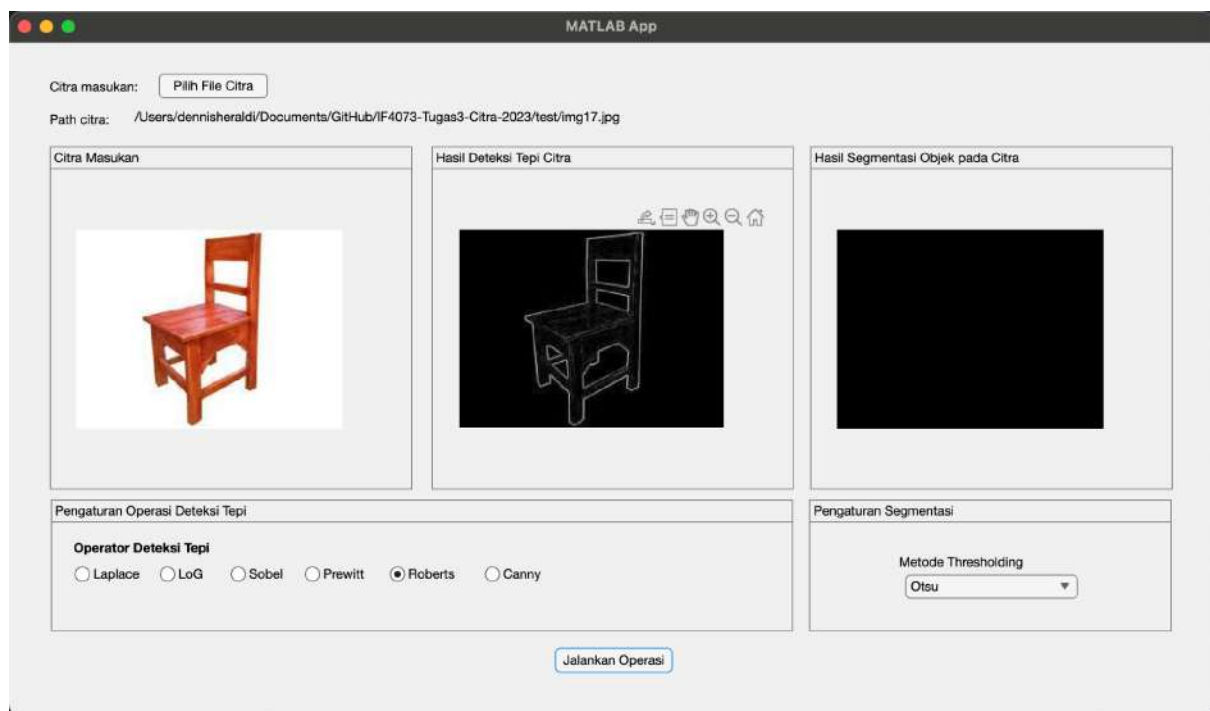 MATLAB App
Citra masukan: Pilih File Citra
Path citra: /Users/dennisheraldi/Documents/GitHub/IF4073-Tugas3-Citra-2023/test/img17.jpg
Citra Masukan
Hasil Deteksi Tepi Citra
Hasil Segmentasi Objek pada Citra
Pengaturan Operasi Deteksi Tepi
Pengaturan Segmentasi
Operator Deteksi Tepi
Laplace LoG Sobel Prewitt Roberts Canny
Metode Thresholding
Otsu
Jalankan Operasi